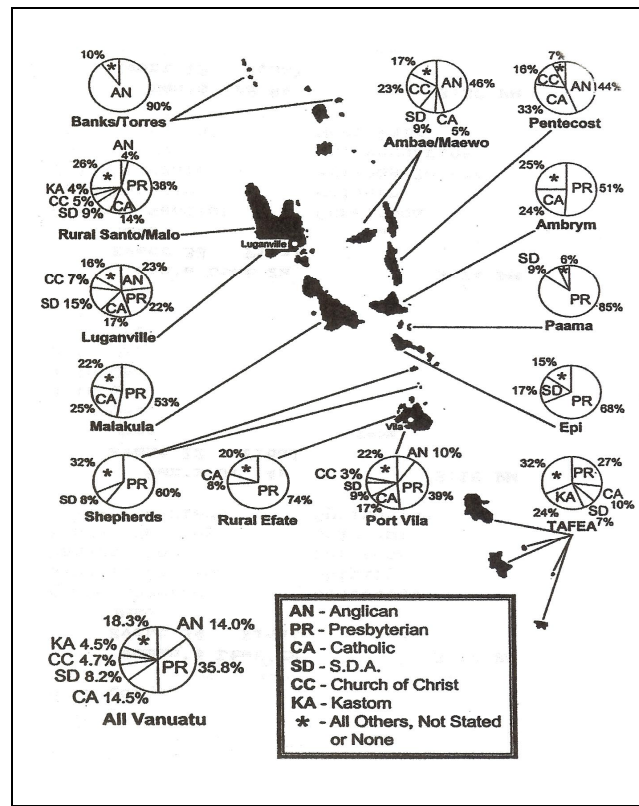 10%
*
AN
90%
Banks/Torres
17%
*
AN
46%
23%
CC
SD
9%
CA
5%
Ambae/Maewo
7%
16%
*
CC
AN
44%
CA
33%
Pentecost
AN
4%
26%
*
PR
38%
KA 4%
CC 5%
SD 9%
CA
14%
Rural Santo/Malo
Luganville
25%
*
PR
51%
CA
24%
Ambrym
16%
*
AN
23%
CC 7%
SD 15%
PR
22%
CA
17%
Luganville
SD
9%
6%
*
PR
85%
Paama
22%
*
PR
53%
CA
25%
Malakula
15%
*
17%
SD
PR
68%
Epi
32%
*
PR
60%
SD 8%
Shepherds
20%
*
CA
8%
PR
74%
Rural Efate
Vila
22%
*
AN 10%
CC 3%
SD
9%
PR
39%
CA
17%
Port Vila
32%
*
PR
27%
KA
24%
CA
10%
SD
7%
TAFEA
18.3%
*
AN 14.0%
KA 4.5%
CC 4.7%
SD 8.2%
PR
35.8%
CA 14.5%
All Vanuatu
AN - Anglican
PR - Presbyterian
CA - Catholic
SD - S.D.A.
CC - Church of Christ
KA - Kastom
* - All Others, Not Stated
or None